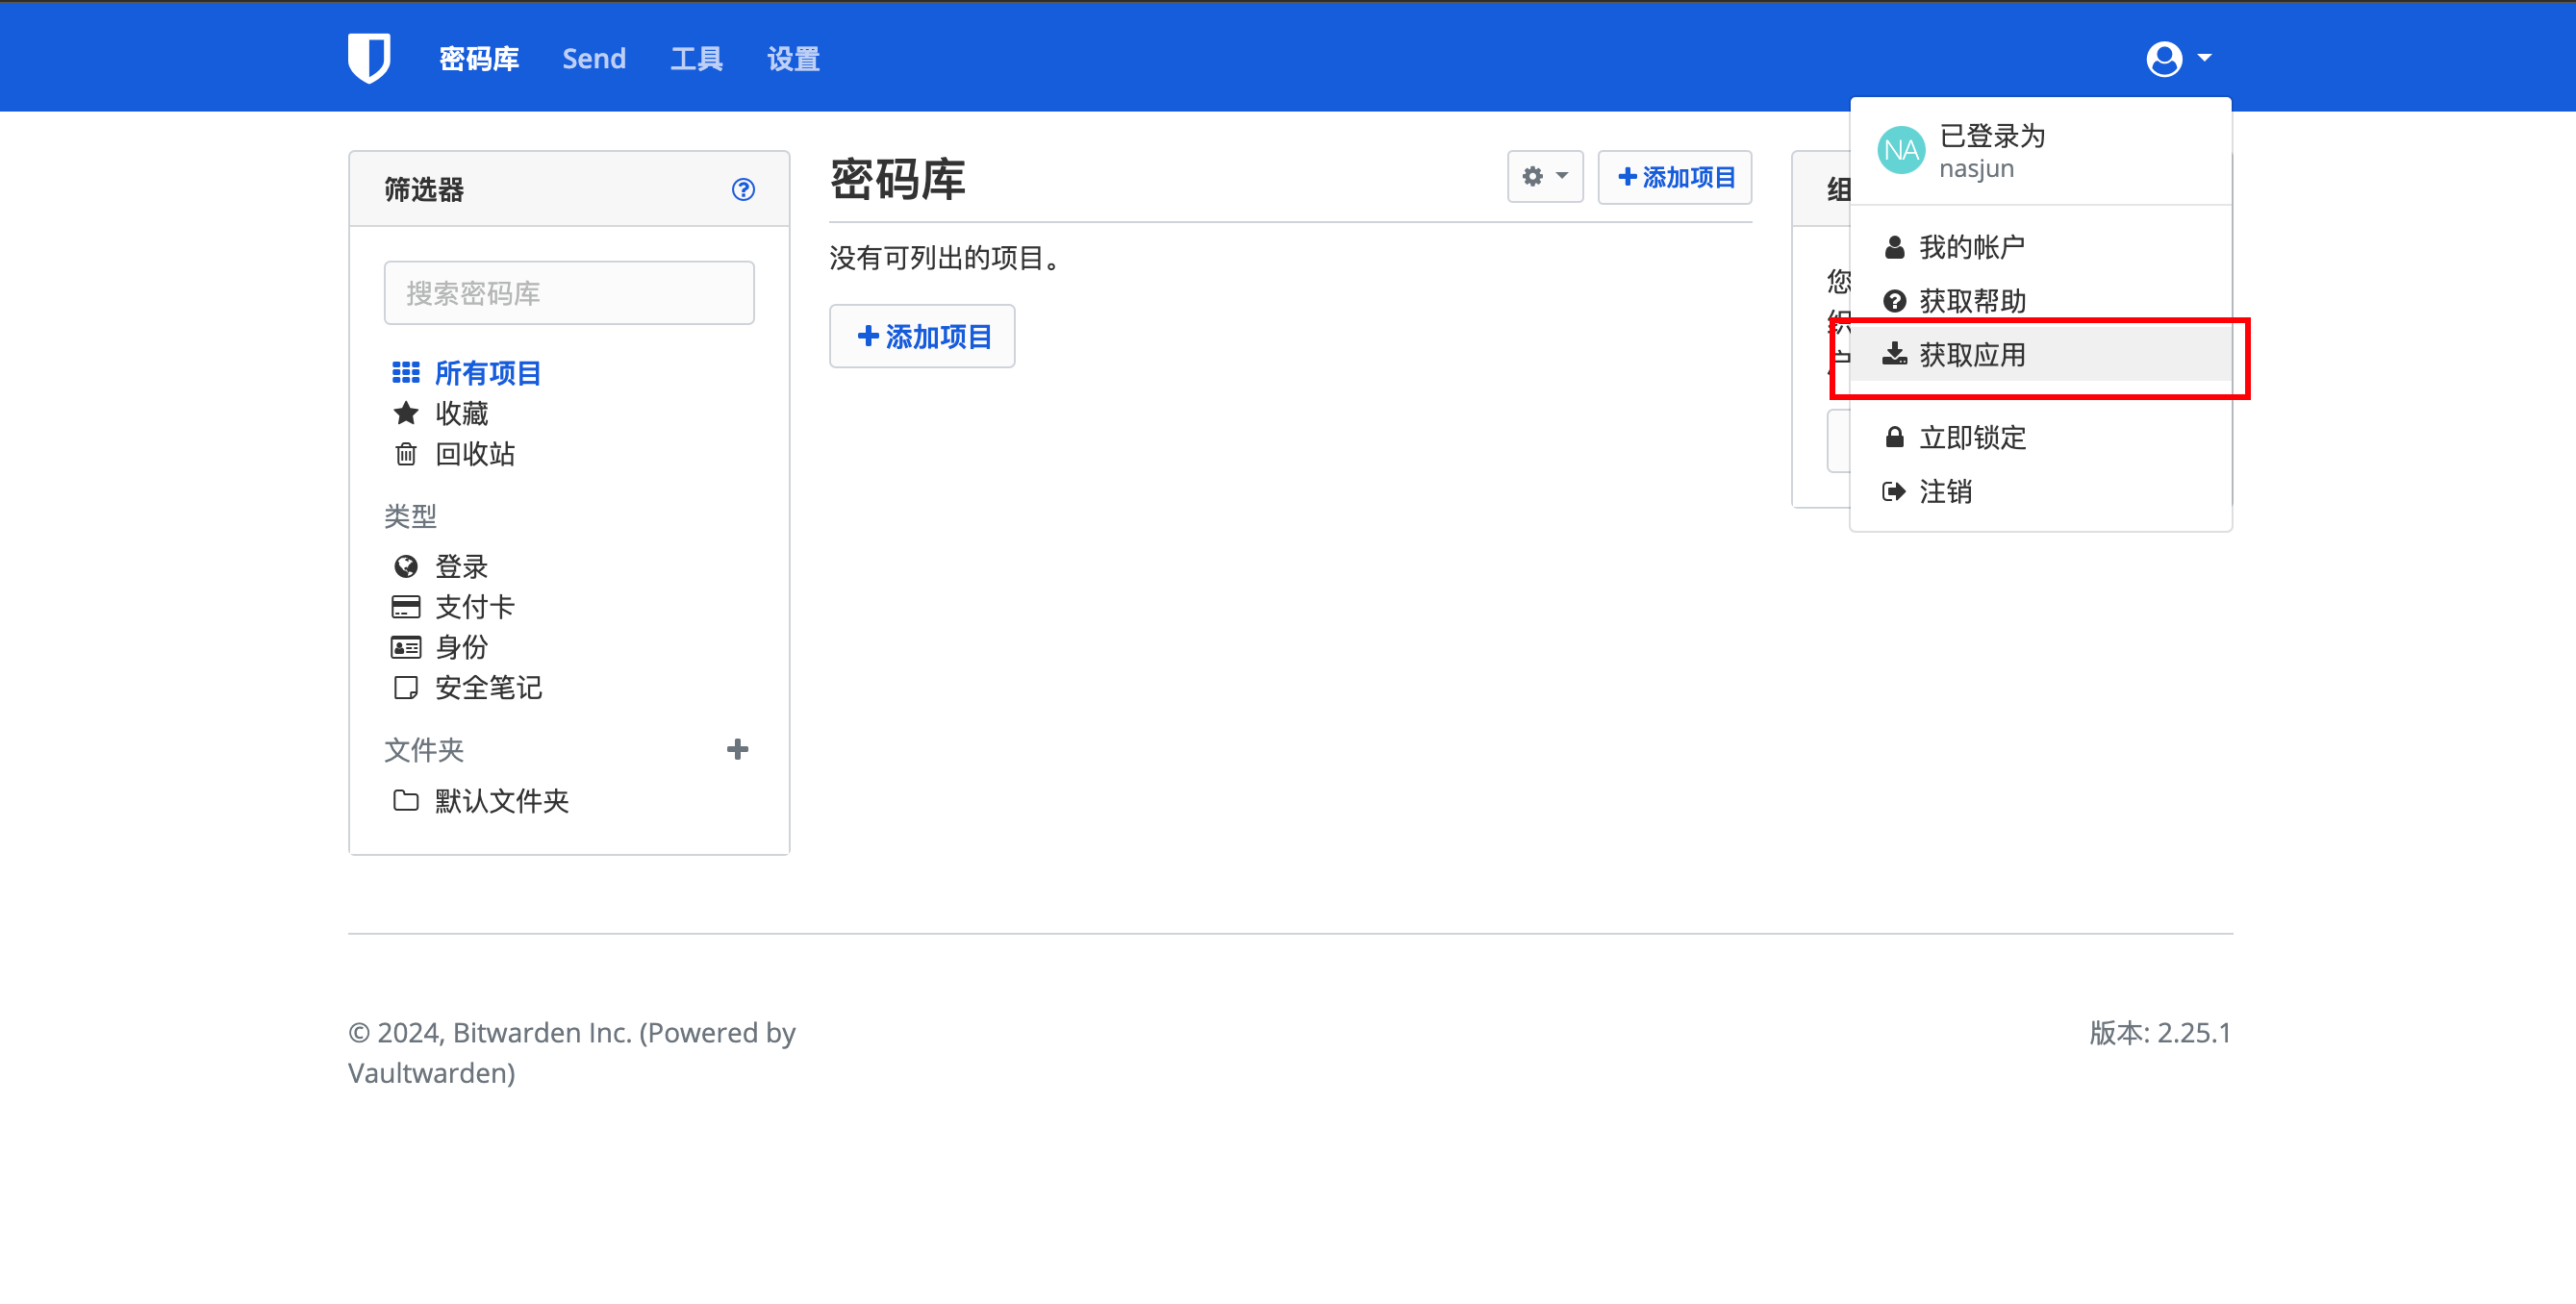 密码库 Send 工具 设置
筛选器
搜索密码库
所有项目
收藏
回收站
类型
登录
支付卡
身份
安全笔记
文件夹
默认文件夹
密码库
添加项目
没有可列出的项目。
添加项目
组
您
织
户
NA 已登录为
nasjun
我的帐户
获取帮助
获取应用
立即锁定
注销
© 2024, Bitwarden Inc. (Powered by
Vaultwarden)
版本: 2.25.1